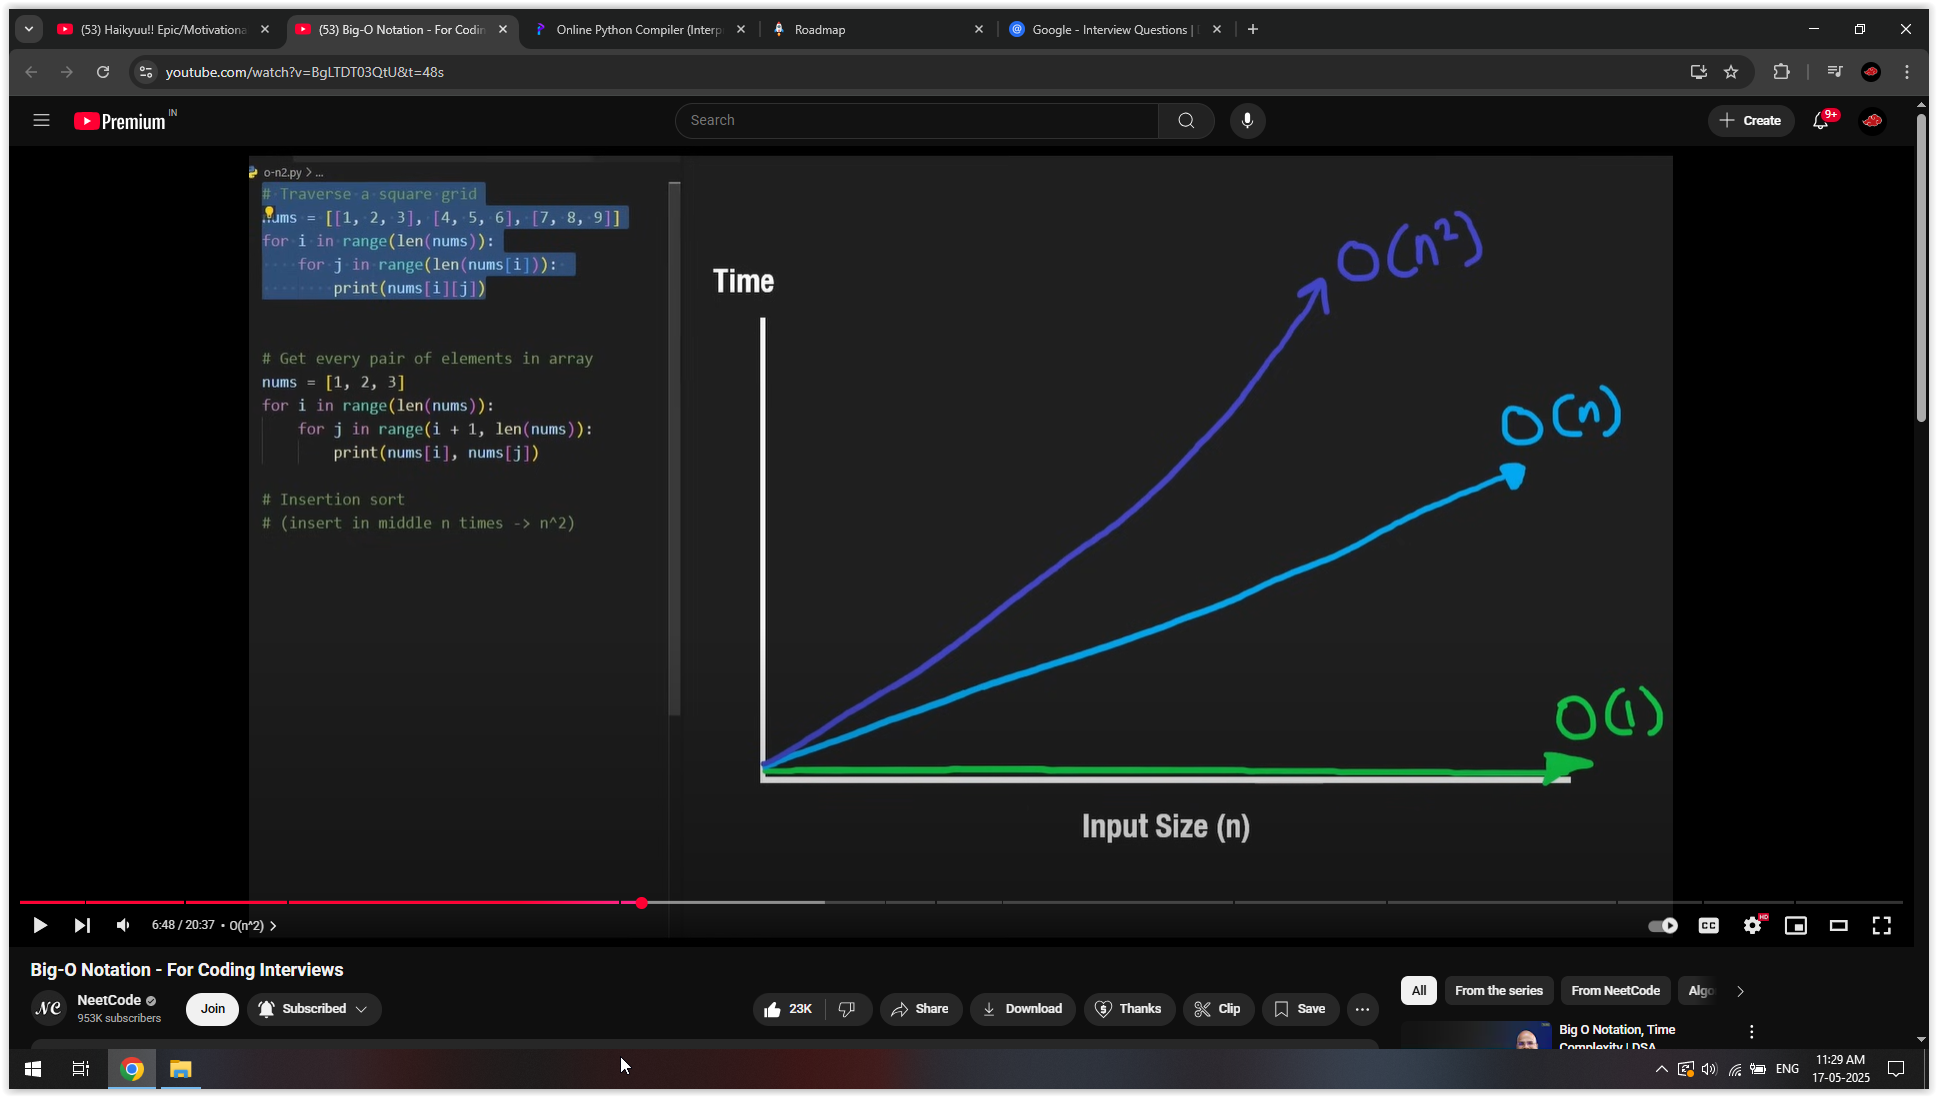 (53) Haikyuu!! Epic/Motivationa
(53) Big-O Notation - For Codin
Online Python Compiler (Interp
Roadmap
Google - Interview Questions |
youtube.com/watch?v=BgLTDT03QtU&t=48s
Premium IN
Search
Create
9+
o-n2.py > ...
# Traverse a square grid
nums = [[1, 2, 3], [4, 5, 6], [7, 8, 9]]
for i in range(len(nums)):
for j in range(len(nums[i])):
print(nums[i][j])
# Get every pair of elements in array
nums = [1, 2, 3]
for i in range(len(nums)):
for j in range(i + 1, len(nums)):
print(nums[i], nums[j])
# Insertion sort
# (insert in middle n times -> n^2)
Time
O(n²)
O(n)
O(1)
Input Size (n)
6:48 / 20:37 • O(n^2) >
CC
HD
Big-O Notation - For Coding Interviews
NC
NeetCode
953K subscribers
Join
Subscribed
23K
Share
Download
Thanks
Clip
Save
All
From the series
From NeetCode
Algo
Big O Notation, Time
Complexity | DSA
ENG
11:29 AM
17-05-2025